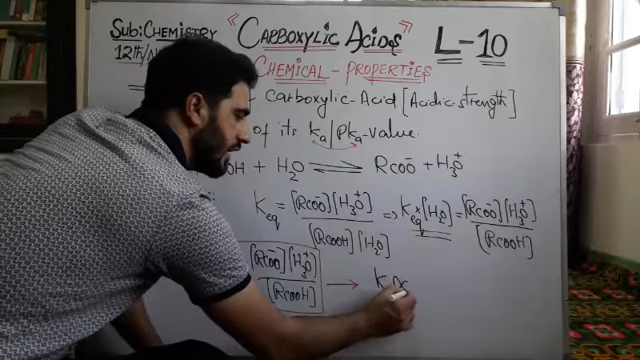 Sub: CHEMISTRY
12th/
"CARBOXYLIC ACIDS"
L-10
CHEMICAL - PROPERTIES
Carboxylic-Acid [Acidic-strength]
of its Ka/Pka-value.
OH + H₂O ⇌ RCOO⁻ + H₃O⁺
Keq = [RCOO⁻][H₃O⁺] / [RCOOH][H₂O] ⇒ Keq × [H₂O] = [RCOO⁻][H₃O⁺] / [RCOOH]
[RCOO⁻][H₃O⁺] / [RCOOH] →